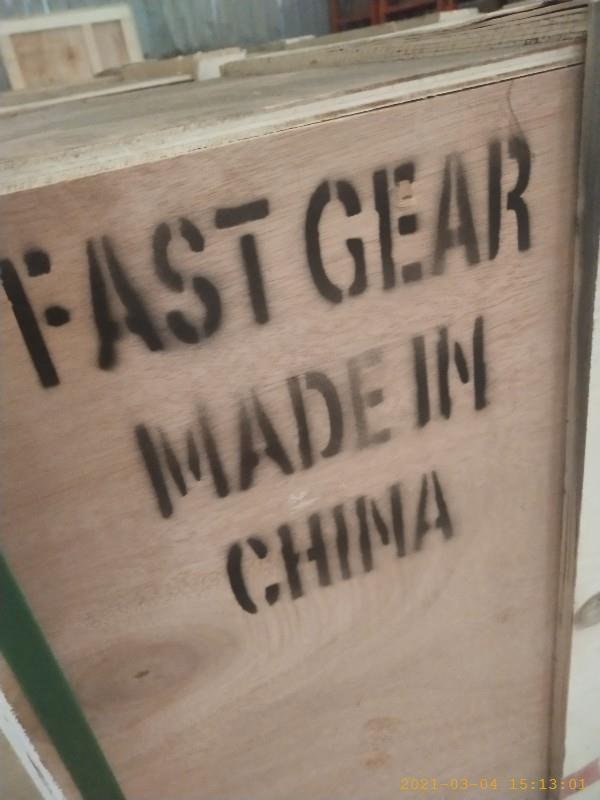 FAST GEAR
MADE IN
CHINA
2021-03-04 15:13:01